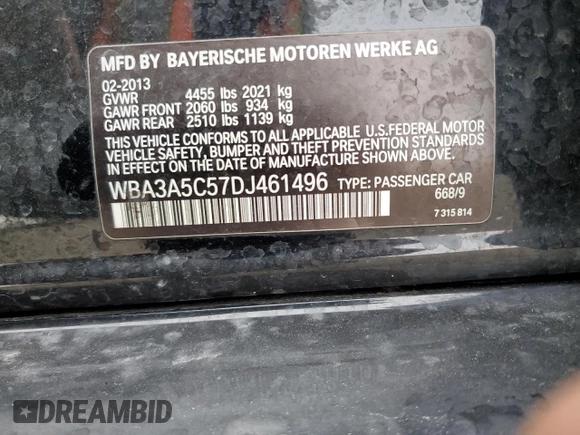 MFD BY BAYERISCHE MOTOREN WERKE AG
02-2013
GVWR 4455 lbs 2021 kg
GAWR FRONT 2060 lbs 934 kg
GAWR REAR 2510 lbs 1139 kg
THIS VEHICLE CONFORMS TO ALL APPLICABLE U.S.FEDERAL MOTOR
VEHICLE SAFETY, BUMPER, AND THEFT PREVENTION STANDARDS
IN EFFECT ON THE DATE OF MANUFACTURE SHOWN ABOVE.
WBA3A5C57DJ461496 TYPE: PASSENGER CAR
668/9
7 315 814
DREAMBID